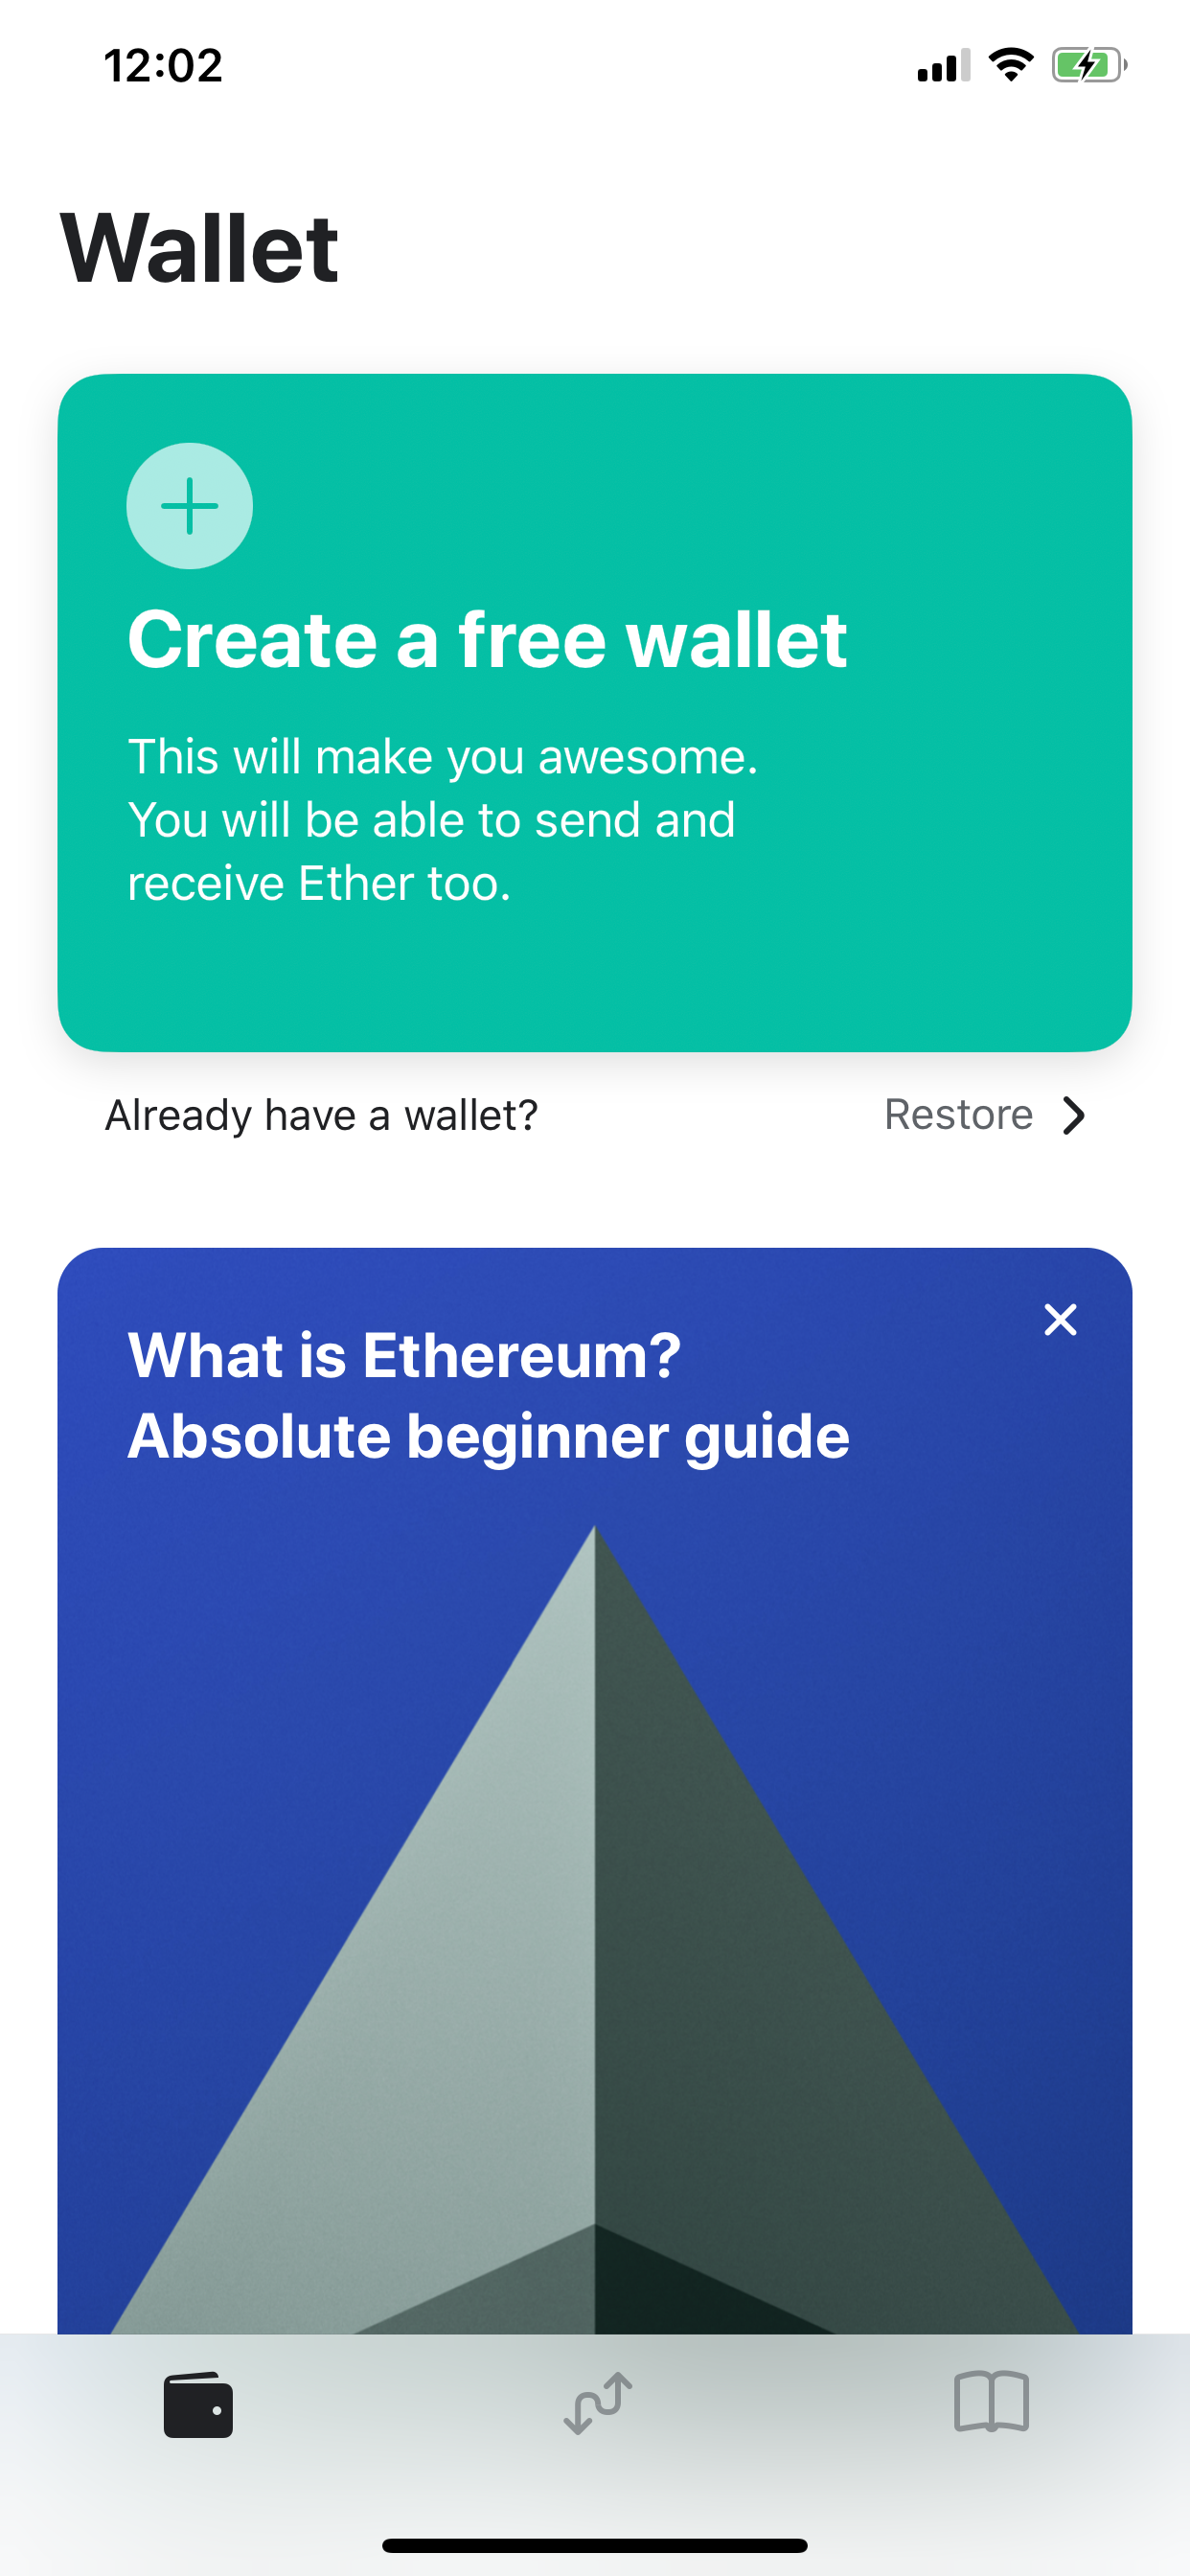 12:02
Wallet
Create a free wallet
This will make you awesome.
You will be able to send and
receive Ether too.
Already have a wallet?
Restore
What is Ethereum?
Absolute beginner guide